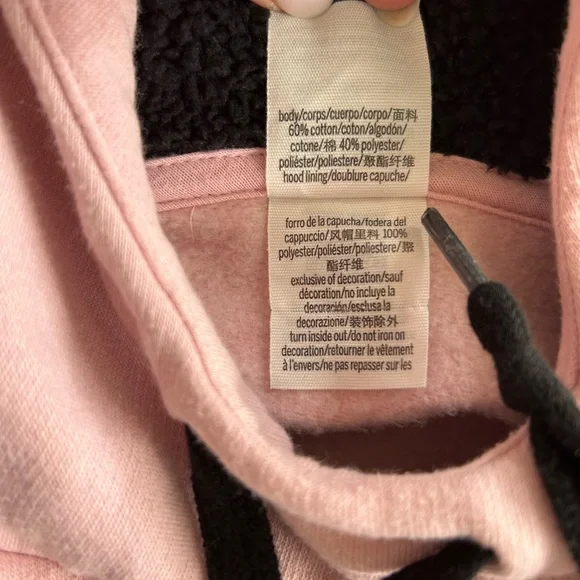 body/corps/cuerpo/corpo/面料
60% cotton/coton/algodón/
cotone/棉 40% polyester/
poliéster/poliestere/聚酯纤维
hood lining/doublure capuche/
forro de la capucha/fodera del
cappuccio/风帽里料 100%
polyester/poliéster/poliestere/聚
酯纤维
exclusive of decoration/sauf
décoration/no incluye la
decoración/esclusa la
decorazione/装饰除外
turn inside out/do not iron on
decoration/retourner le vêtement
à l'envers/ne pas repasser sur les